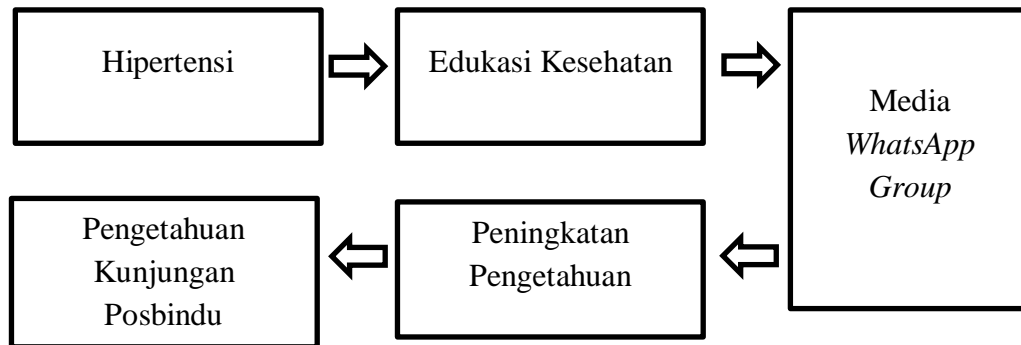 Hipertensi
Edukasi Kesehatan
Media
WhatsApp
Group
Peningkatan
Pengetahuan
Pengetahuan
Kunjungan
Posbindu